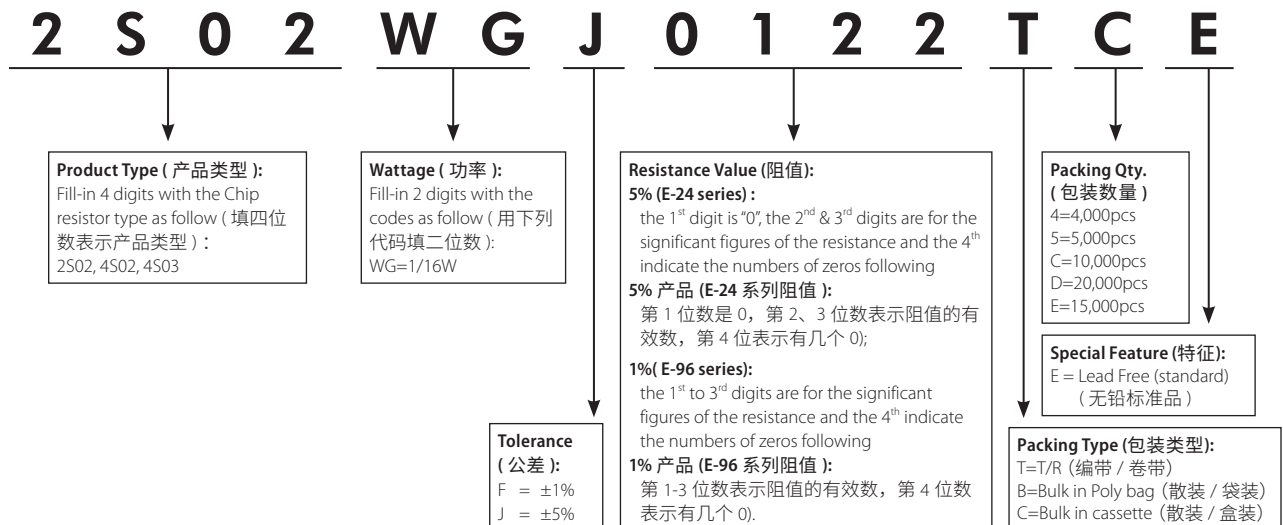 2 S 0 2 W G J 0 1 2 2 T C E
Product Type ( 产品类型 ):
Fill-in 4 digits with the Chip
resistor type as follow ( 填四位
数表示产品类型 ) :
2S02, 4S02, 4S03
Wattage ( 功率 ):
Fill-in 2 digits with the
codes as follow ( 用下列
代码填二位数 ):
WG=1/16W
Tolerance
( 公差 ):
F = ±1%
J = ±5%
Resistance Value (阻值):
5% (E-24 series) :
the 1st digit is “0”, the 2nd & 3rd digits are for the
significant figures of the resistance and the 4th
indicate the numbers of zeros following
5% 产品 (E-24 系列阻值 ):
第 1 位数是 0，第 2、3 位数表示阻值的有
效数，第 4 位表示有几个 0);
1%( E-96 series):
the 1st to 3rd digits are for the significant
figures of the resistance and the 4th indicate
the numbers of zeros following
1% 产品 (E-96 系列阻值 ):
第 1-3 位数表示阻值的有效数，第 4 位数
表示有几个 0).
Packing Qty.
( 包装数量 )
4=4,000pcs
5=5,000pcs
C=10,000pcs
D=20,000pcs
E=15,000pcs
Special Feature (特征):
E = Lead Free (standard)
( 无铅标准品 )
Packing Type (包装类型):
T=T/R（编带 / 卷带）
B=Bulk in Poly bag（散装 / 袋装）
C=Bulk in cassette（散装 / 盒装）